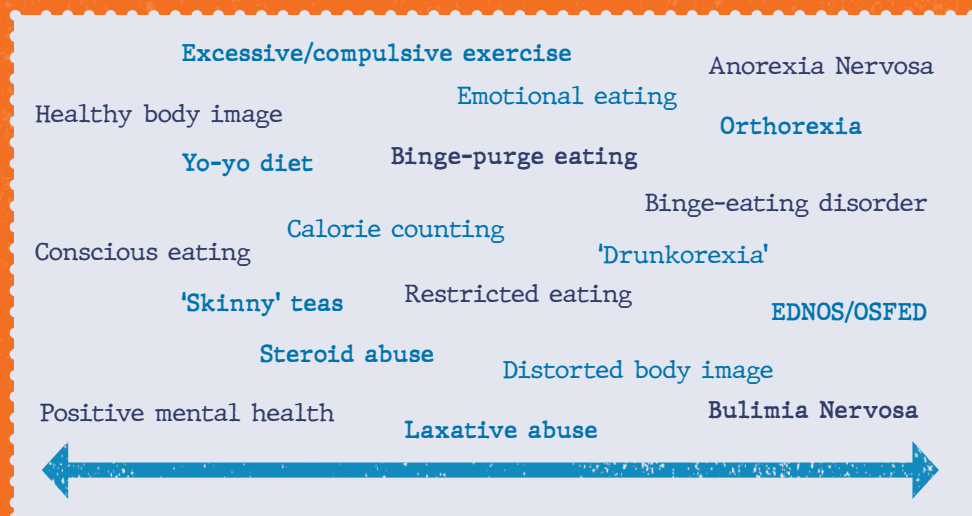 Excessive/compulsive exercise
Anorexia Nervosa
Emotional eating
Healthy body image
Orthorexia
Yo-yo diet
Binge-purge eating
Binge-eating disorder
Calorie counting
Conscious eating
'Drunkorexia'
'Skinny' teas
Restricted eating
EDNOS/OSFED
Steroid abuse
Distorted body image
Positive mental health
Bulimia Nervosa
Laxative abuse